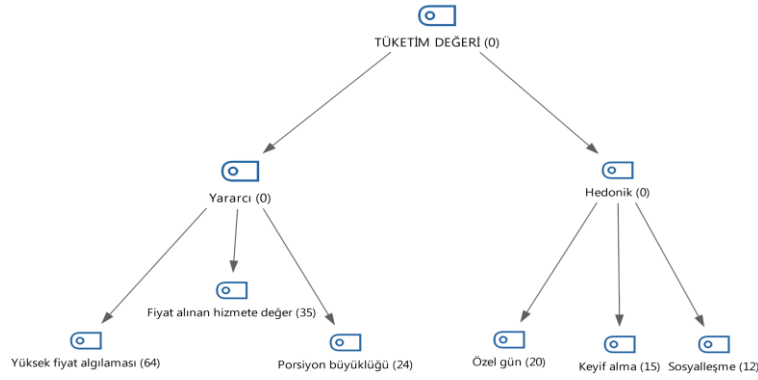 TÜKETİM DEĞERİ (0)
Yararcı (0)
Hedonik (0)
Fiyat alınan hizmete değer (35)
Yüksek fiyat algılaması (64)
Porsiyon büyüklüğü (24)
Özel gün (20)
Keyif alma (15)
Sosyalleşme (12)